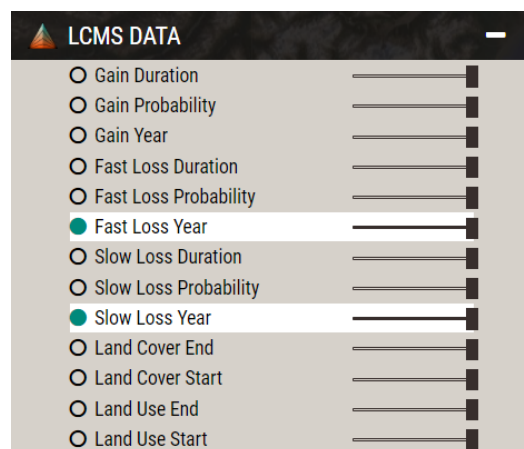 LCMS DATA
Gain Duration
Gain Probability
Gain Year
Fast Loss Duration
Fast Loss Probability
Fast Loss Year
Slow Loss Duration
Slow Loss Probability
Slow Loss Year
Land Cover End
Land Cover Start
Land Use End
Land Use Start